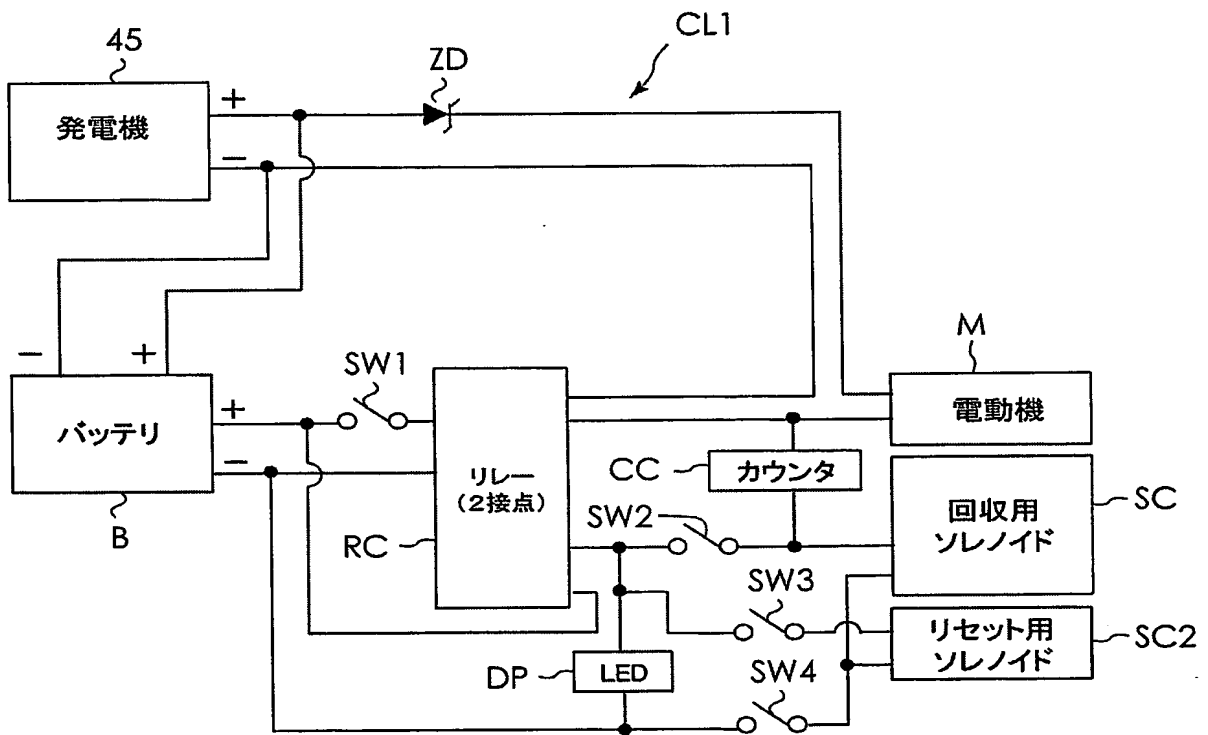 CL1
45
ZD
発電機
+
−
−
+
SW1
M
バッテリ
+
−
電動機
リレー
(2接点)
CC
カウンタ
回収用
ソレノイド
SC
SW2
B
RC
SW3
リセット用
ソレノイド
SC2
DP
LED
SW4